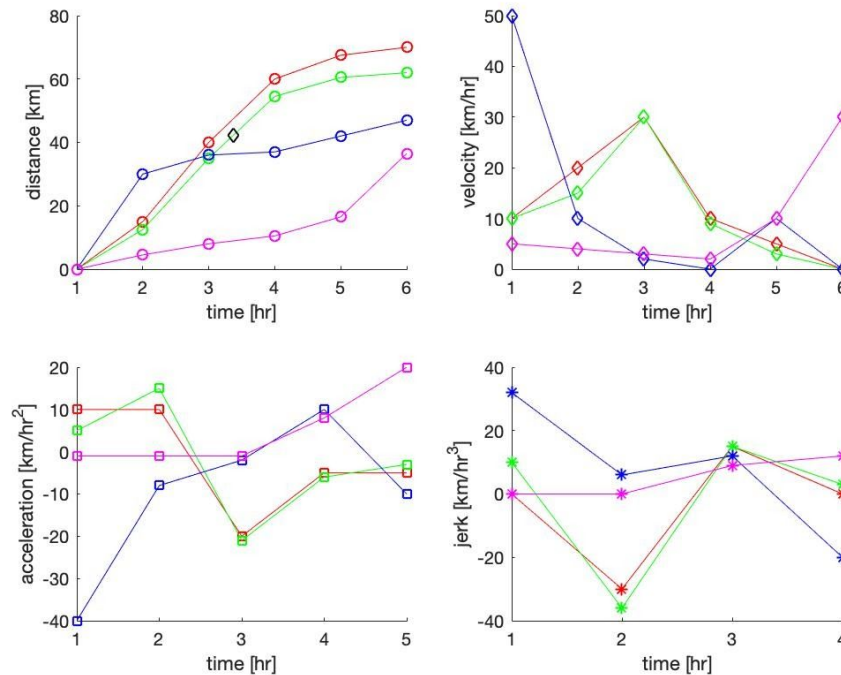 80
60
40
20
0
distance [km]
1 2 3 4 5 6
time [hr]
50
40
30
20
10
0
velocity [km/hr]
1 2 3 4 5 6
time [hr]
20
10
0
-10
-20
-30
-40
acceleration [km/hr²]
1 2 3 4 5
time [hr]
40
20
0
-20
-40
jerk [km/hr³]
1 2 3 4
time [hr]